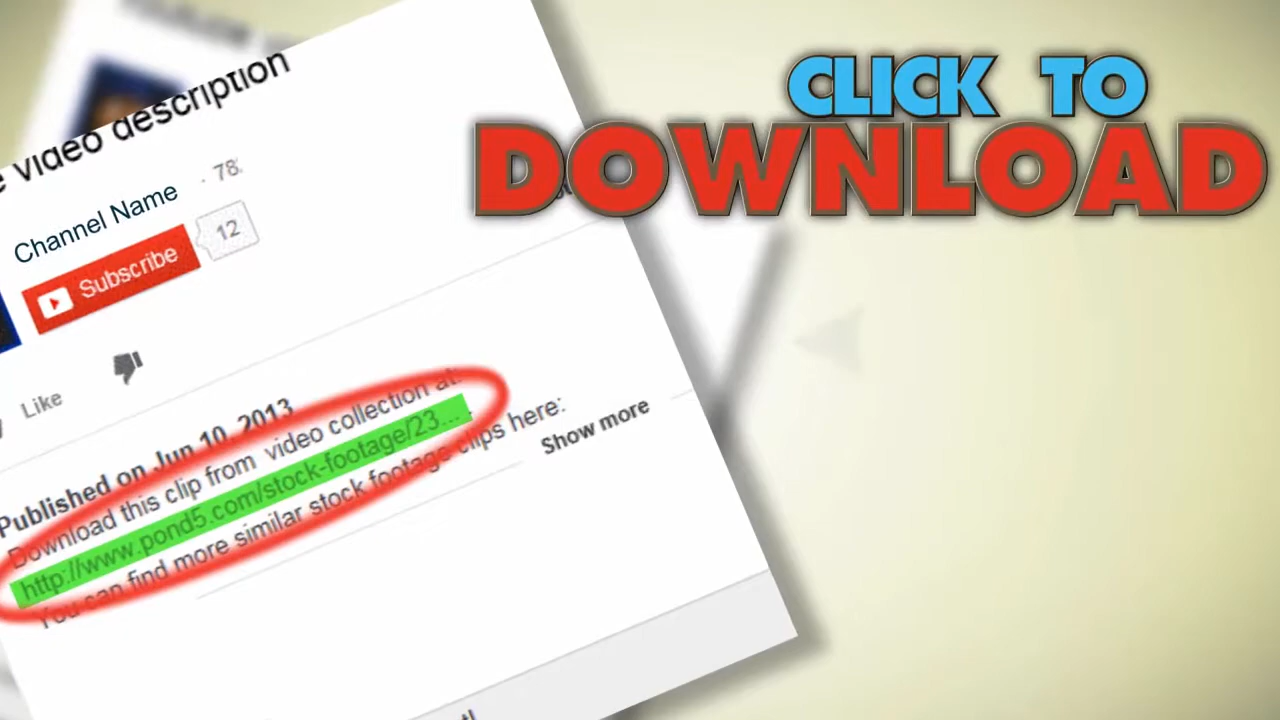 CLICK TO
DOWNLOAD
video description
Channel Name
78
Subscribe
12
Like
Published on Jun 10, 2013
Download this clip from video collection at:
http://www.pond5.com/stock-footage/23...
You can find more similar stock footage clips here:
Show more